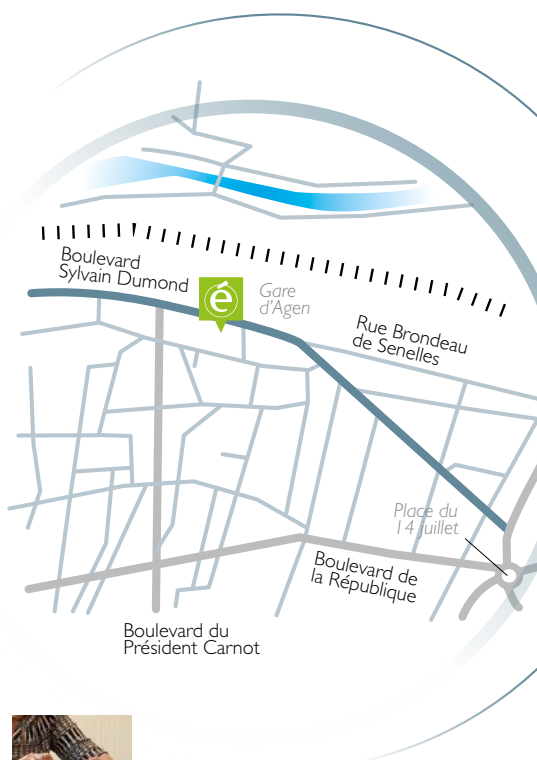 Boulevard
Sylvain Dumond
é
Gare
d'Agen
Rue Brondeau
de Senelles
Place du
14 juillet
Boulevard de
la République
Boulevard du
Président Carnot